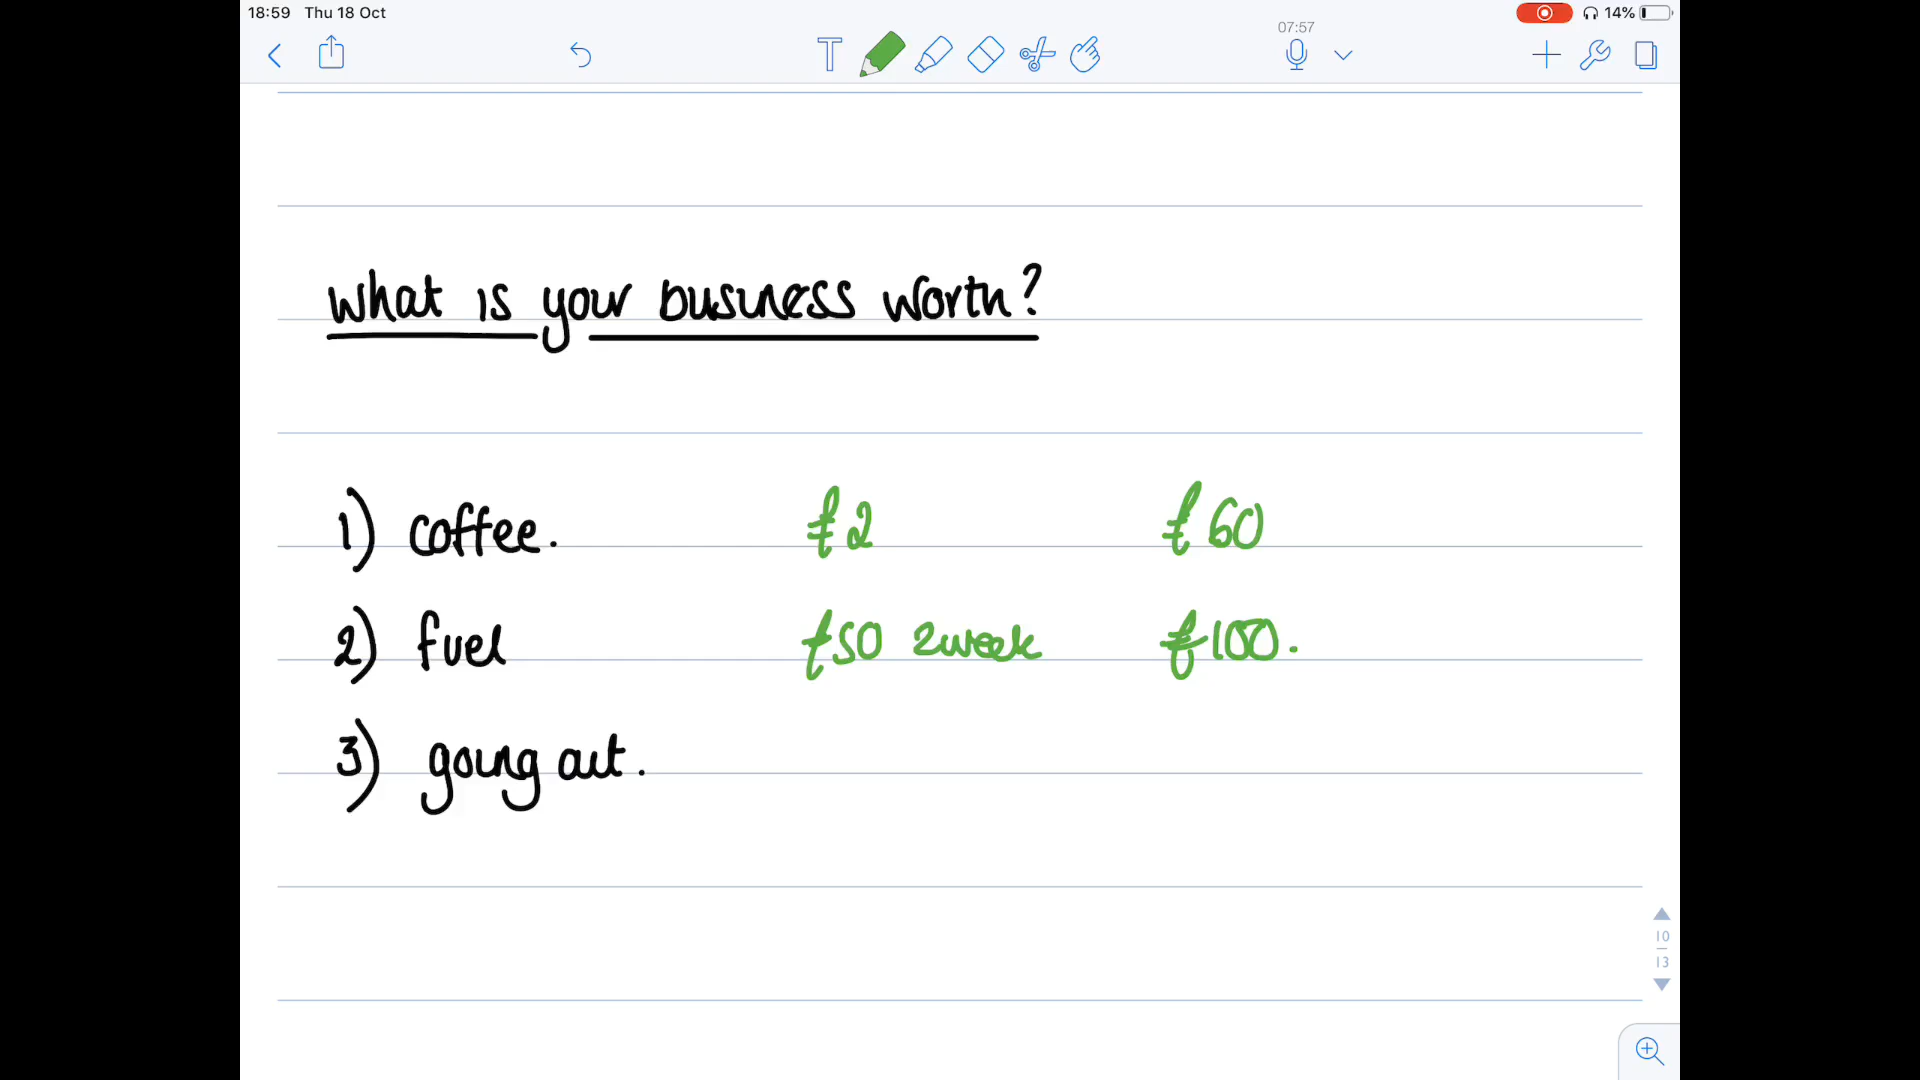 18:59 Thu 18 Oct 14%
07:57
T
What is your business worth?
1) coffee. £2 £60
2) fuel £50 2week £100.
3) going out.
10
13